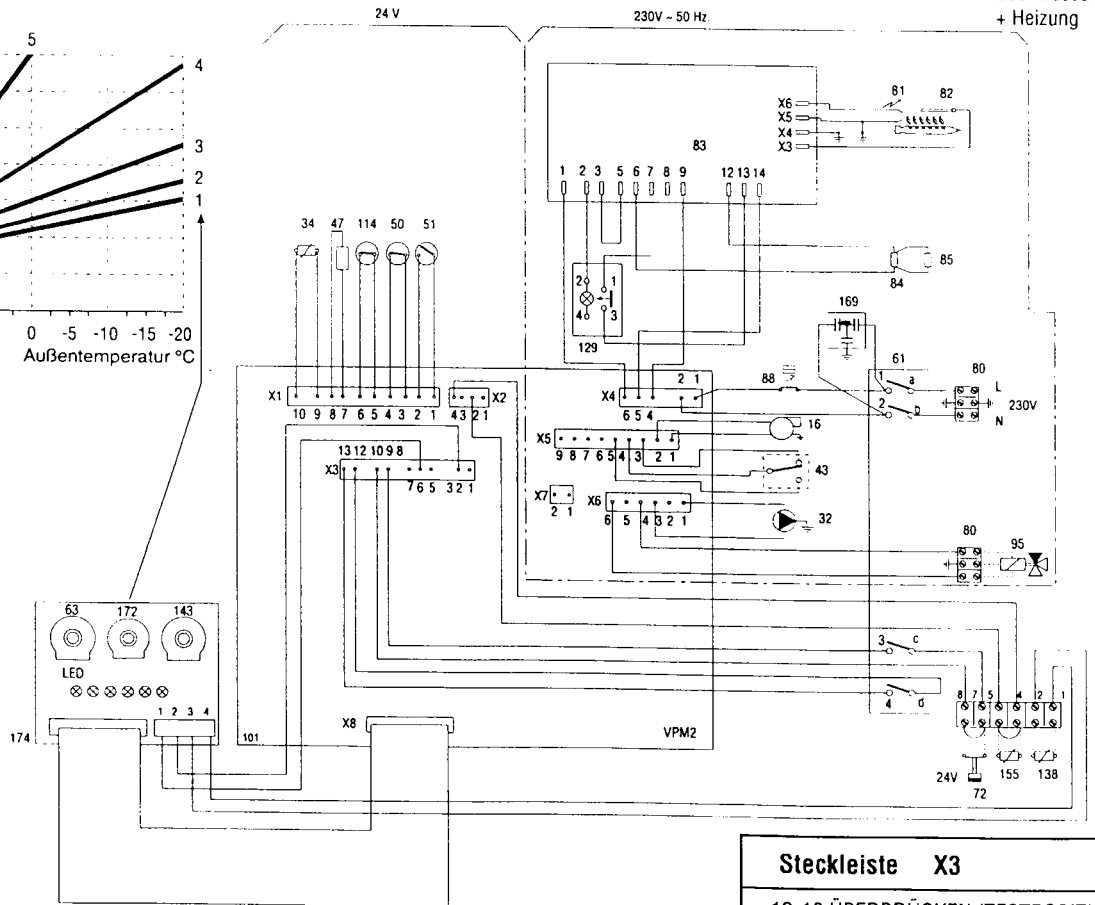 24 V
230V ~ 50 Hz.
+ Heizung
5
4
3
2
1
0 -5 -10 -15 -20
Außentemperatur °C
X6
X5
X4
X3
81 82
83
1 2 3 5 6 7 8 9 12 13 14
34 47 114 50 51
85
84
2 1
4 3
129
169
61
80
1 a
2 b
L
230V
N
88
X1
10 9 8 7 6 5 4 3 2 1
X2
4 3 2 1
X4
2 1
6 5 4
16
X5
9 8 7 6 5 4 3 2 1
43
X3
13 12 10 9 8
7 6 5 3 2 1
X7
2 1
X6
6 5 4 3 2 1
32
80
95
63 172 143
LED
1 2 3 4
174
3 c
4 d
8 7 5 4 2 1
X8
101
VPM2
24V
72
155 138
Steckleiste X3